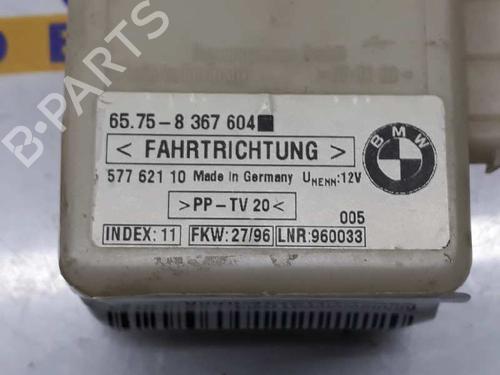 65.75-8 367 604■
< FAHRTRICHTUNG >
577 621 10 Made in Germany UNENN:12V
>PP-TV 20<
005
INDEX: 11 FKW: 27/96 LNR:960033
BMW
B PARTS